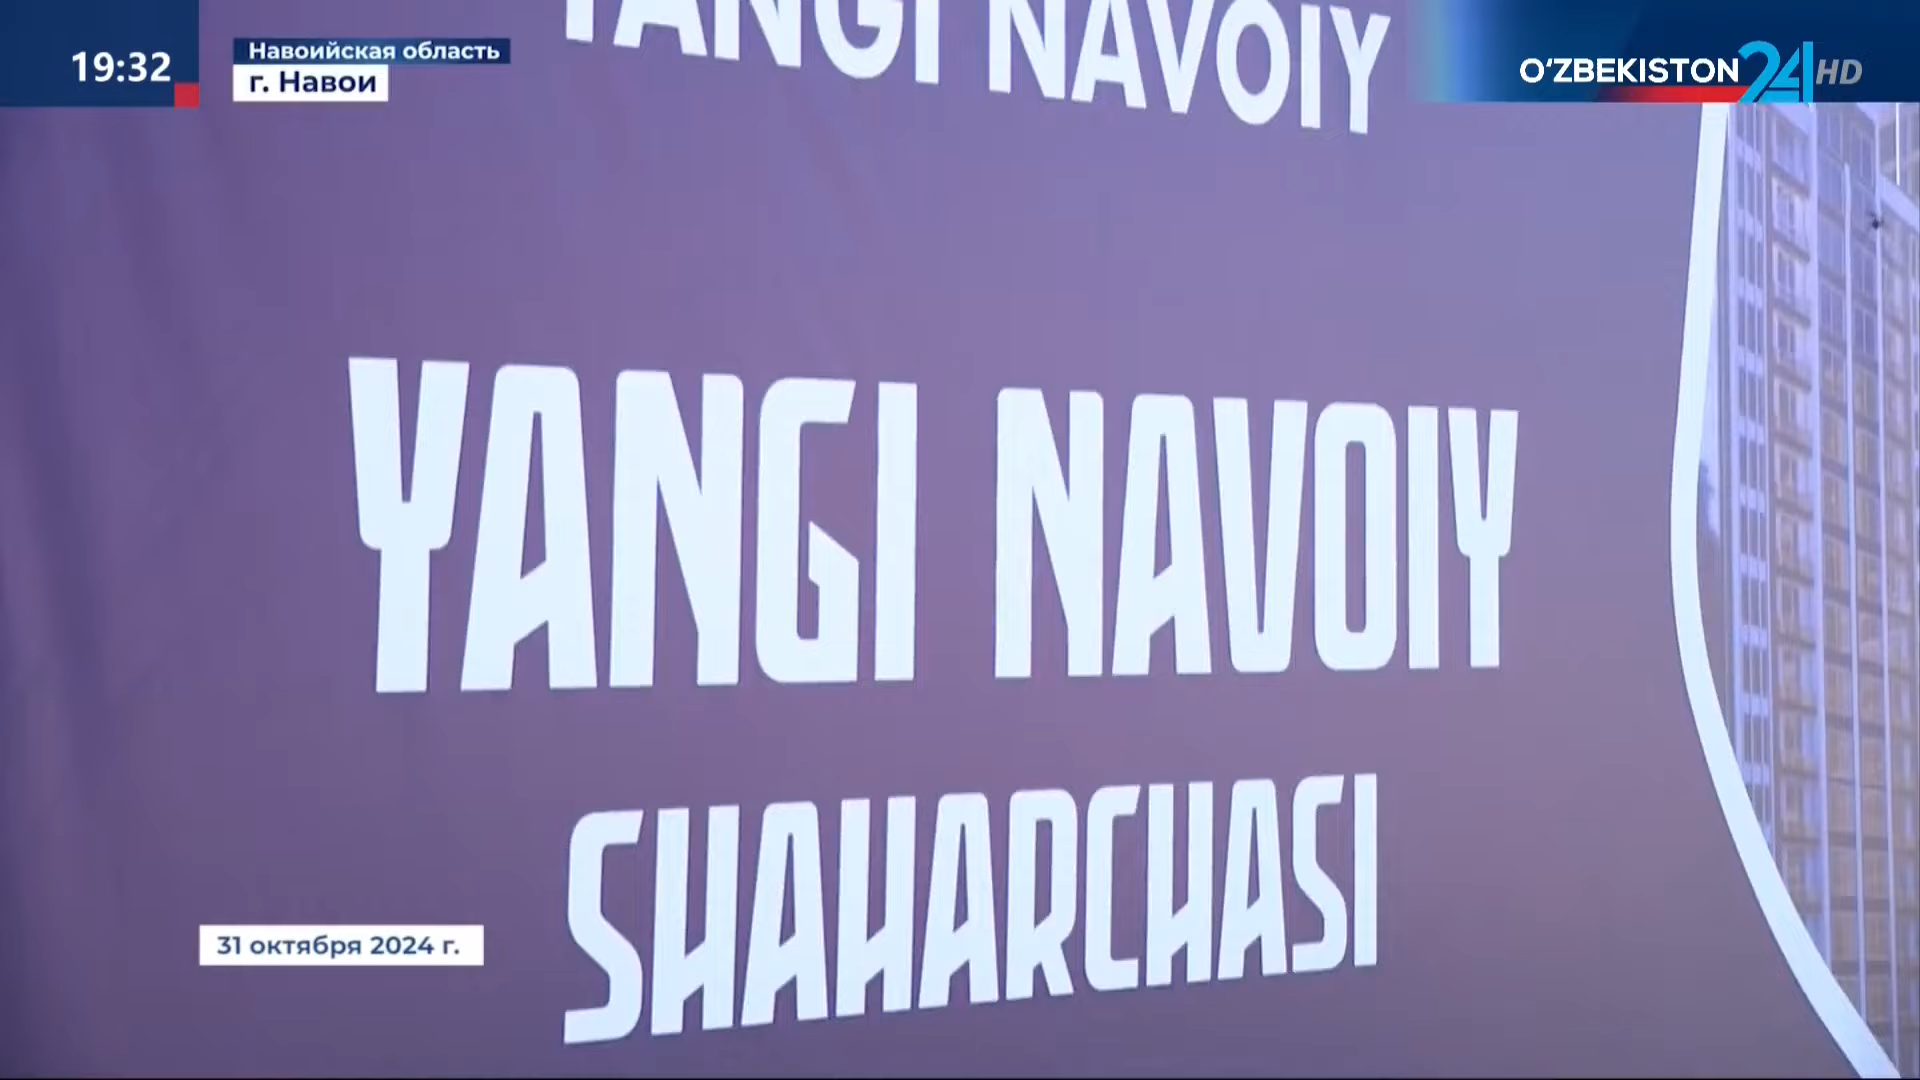 19:32
Навоийская область
г. Навои
O‘ZBEKISTON 24 HD
YANGI NAVOIY
YANGI NAVOIY
SHAHARCHASI
31 октября 2024 г.